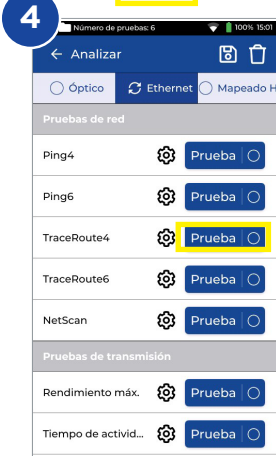 4
Número de pruebas: 6 100% 15:01
← Analizar
Óptico Ethernet Mapeado H
Pruebas de red
Ping4 Prueba
Ping6 Prueba
TraceRoute4 Prueba
TraceRoute6 Prueba
NetScan Prueba
Pruebas de transmisión
Rendimiento máx. Prueba
Tiempo de activid... Prueba